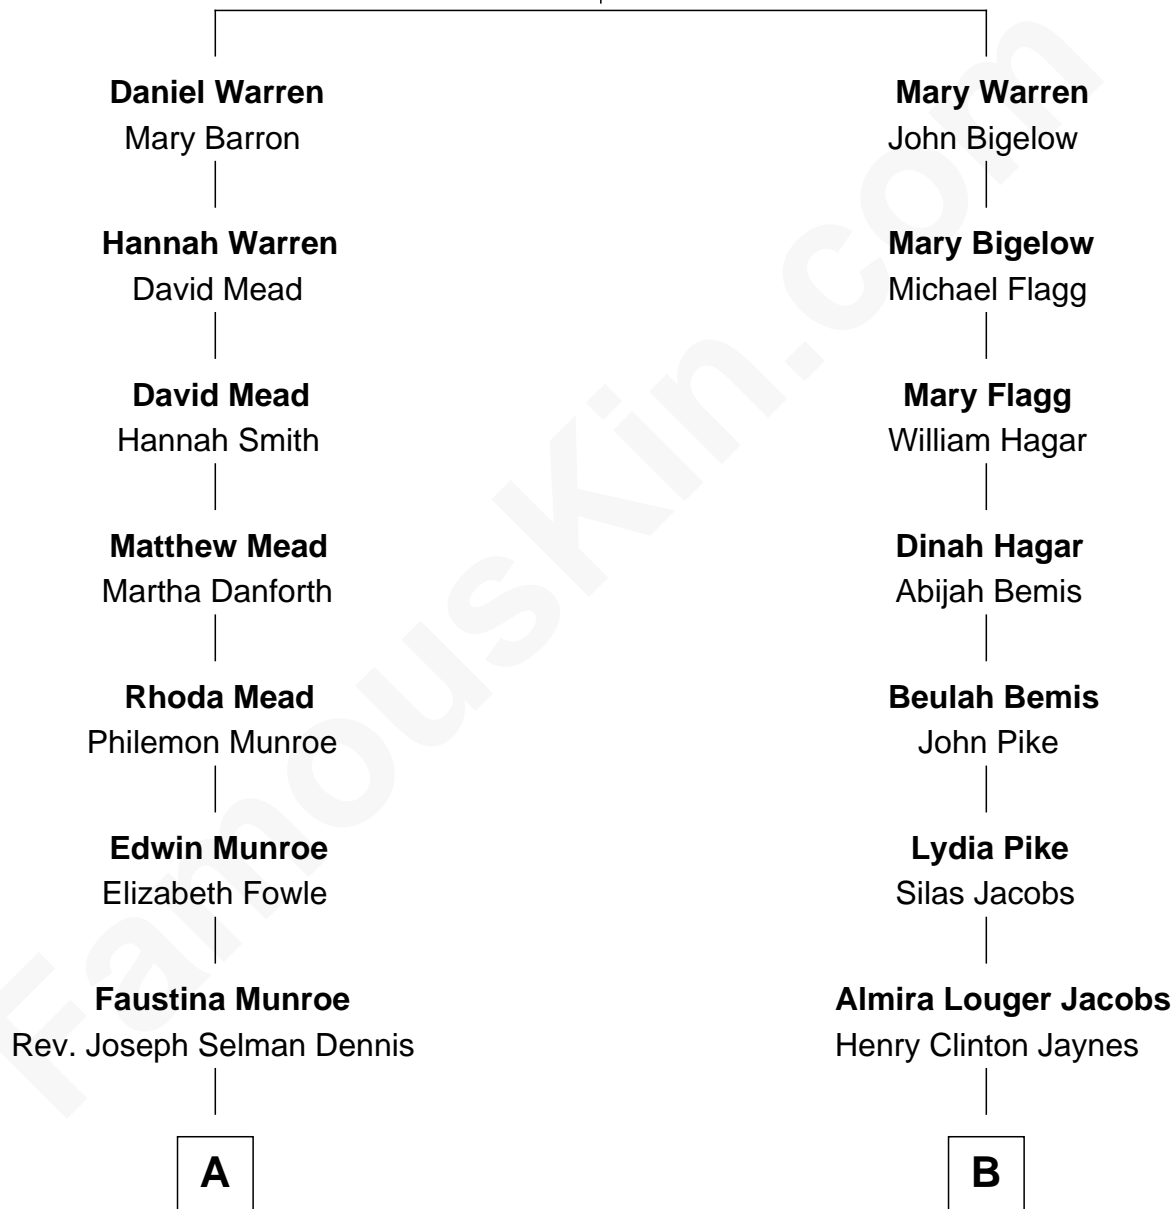 Daniel Warren
Mary Barron
Mary Warren
John Bigelow
Hannah Warren
David Mead
Mary Bigelow
Michael Flagg
David Mead
Hannah Smith
Mary Flagg
William Hagar
Matthew Mead
Martha Danforth
Dinah Hagar
Abijah Bemis
Rhoda Mead
Philemon Munroe
Beulah Bemis
John Pike
Edwin Munroe
Elizabeth Fowle
Lydia Pike
Silas Jacobs
Faustina Munroe
Rev. Joseph Selman Dennis
Almira Louger Jacobs
Henry Clinton Jaynes
A
B
FamousKin.com